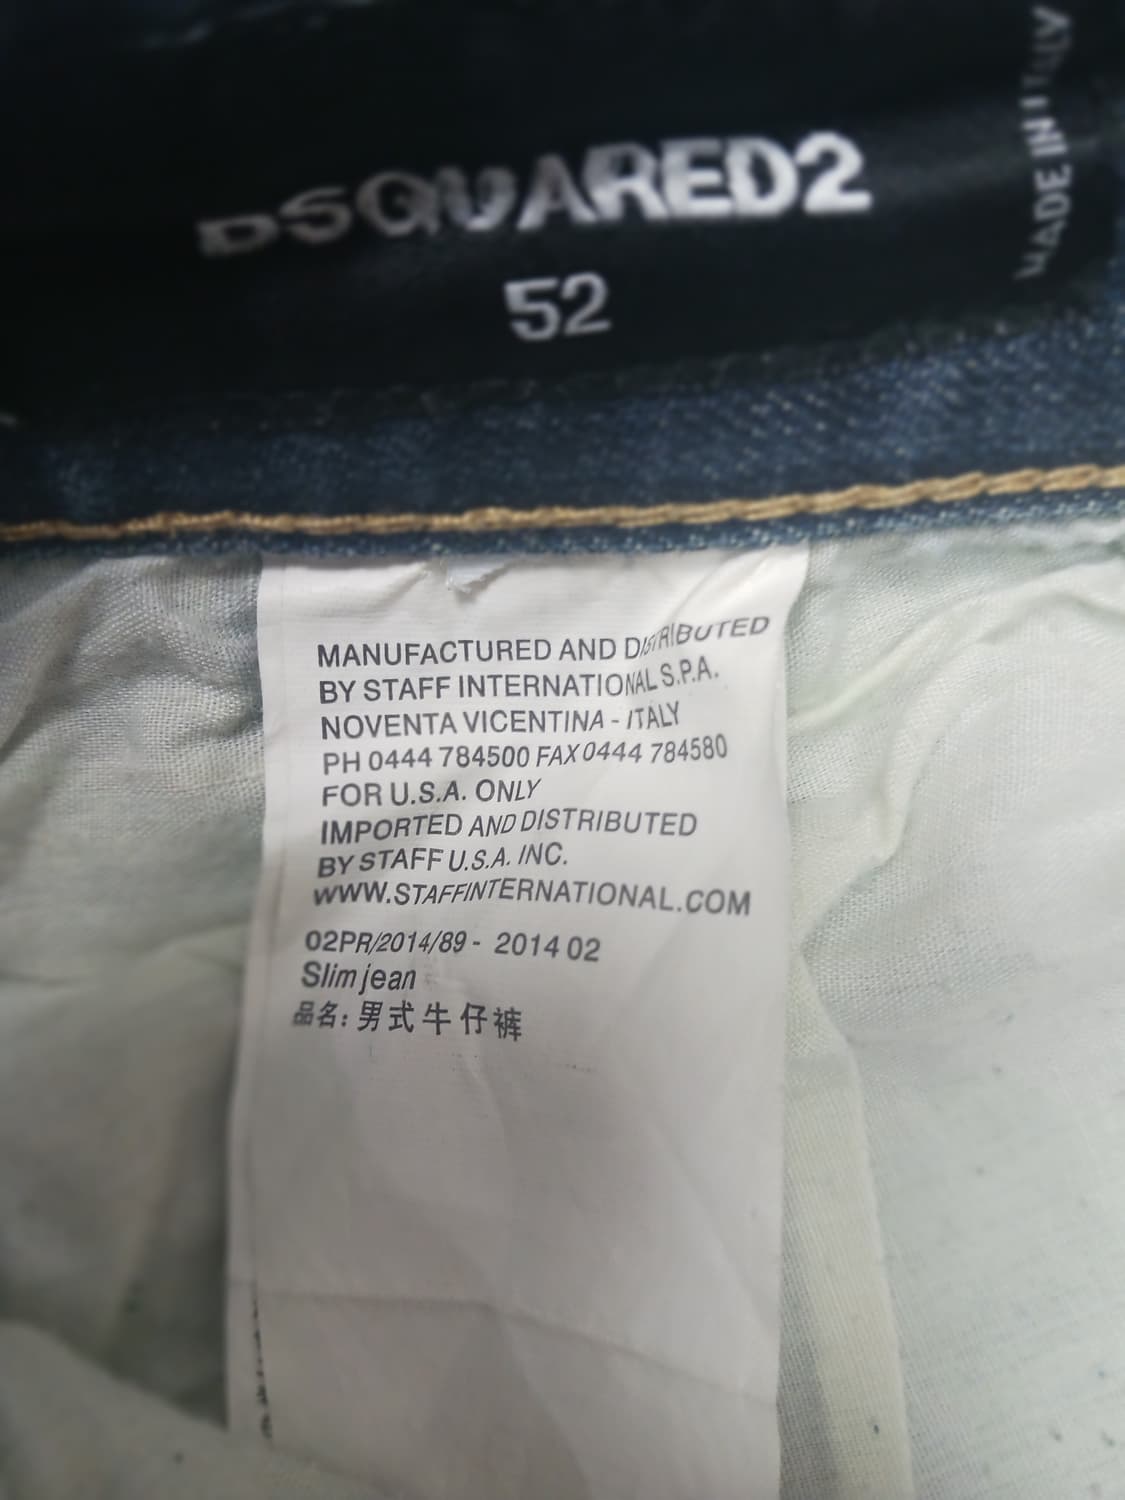 DSQUARED2
52
MADE IN ITALY
MANUFACTURED AND DISTRIBUTED
BY STAFF INTERNATIONAL S.P.A.
NOVENTA VICENTINA - ITALY
PH 0444 784500 FAX 0444 784580
FOR U.S.A. ONLY
IMPORTED AND DISTRIBUTED
BY STAFF U.S.A. INC.
WWW.STAFFINTERNATIONAL.COM
02PR/2014/89 - 2014 02
Slim jean
品名: 男式牛仔裤